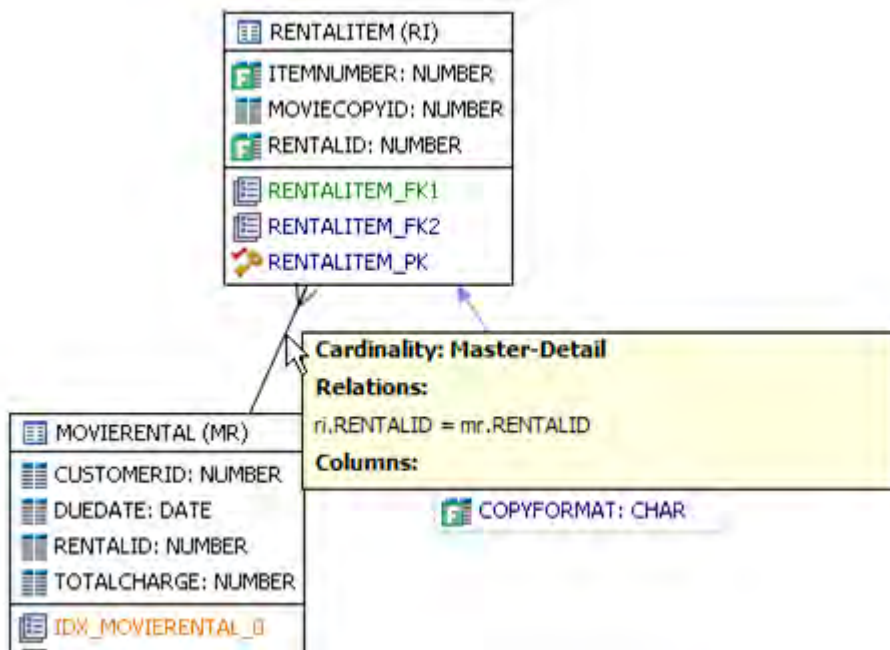 RENTALITEM (RI)
ITEMNUMBER: NUMBER
MOVIECOPYID: NUMBER
RENTALID: NUMBER
RENTALITEM_FK1
RENTALITEM_FK2
RENTALITEM_PK
Cardinality: Master-Detail
Relations:
ri.RENTALID = mr.RENTALID
Columns:
MOVIERENTAL (MR)
CUSTOMERID: NUMBER
DUEDATE: DATE
RENTALID: NUMBER
TOTALCHARGE: NUMBER
IDX_MOVIERENTAL_0
COPYFORMAT: CHAR